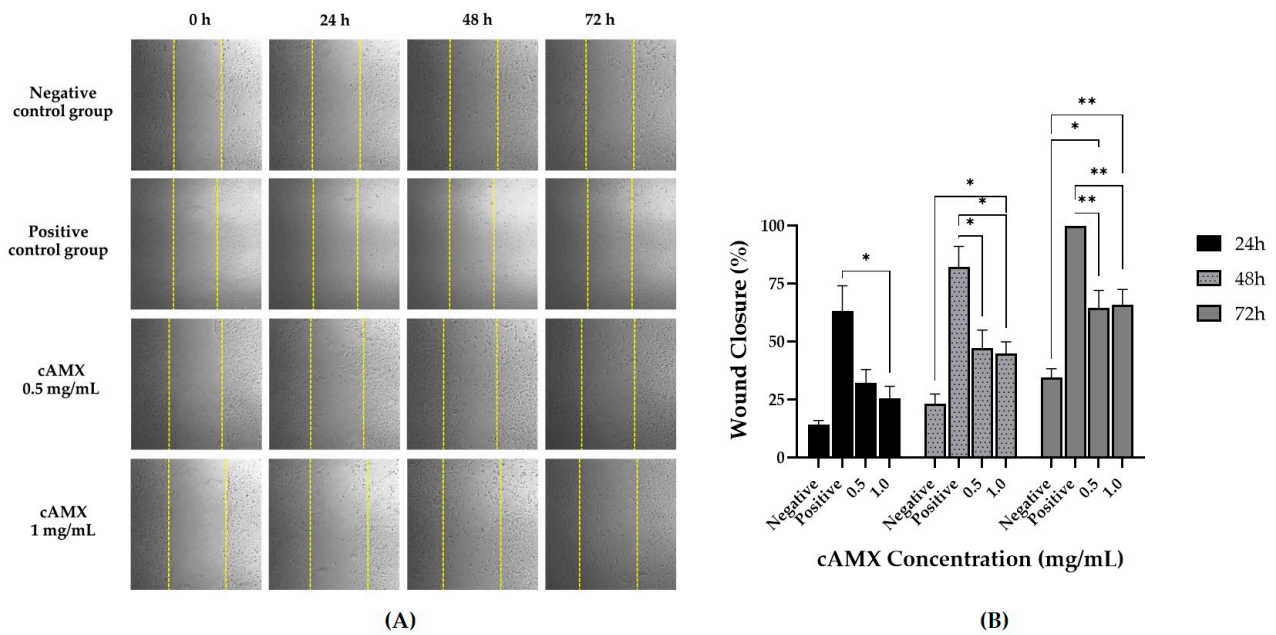 0 h 24 h 48 h 72 h
Negative
control group
Positive
control group
cAMX
0.5 mg/mL
cAMX
1 mg/mL
(A)
Wound Closure (%)
100
75
50
25
0
*
*
*
*
**
*
**
**
Negative Positive 0.5 1.0 Negative Positive 0.5 1.0 Negative Positive 0.5 1.0
cAMX Concentration (mg/mL)
24h
48h
72h
(B)